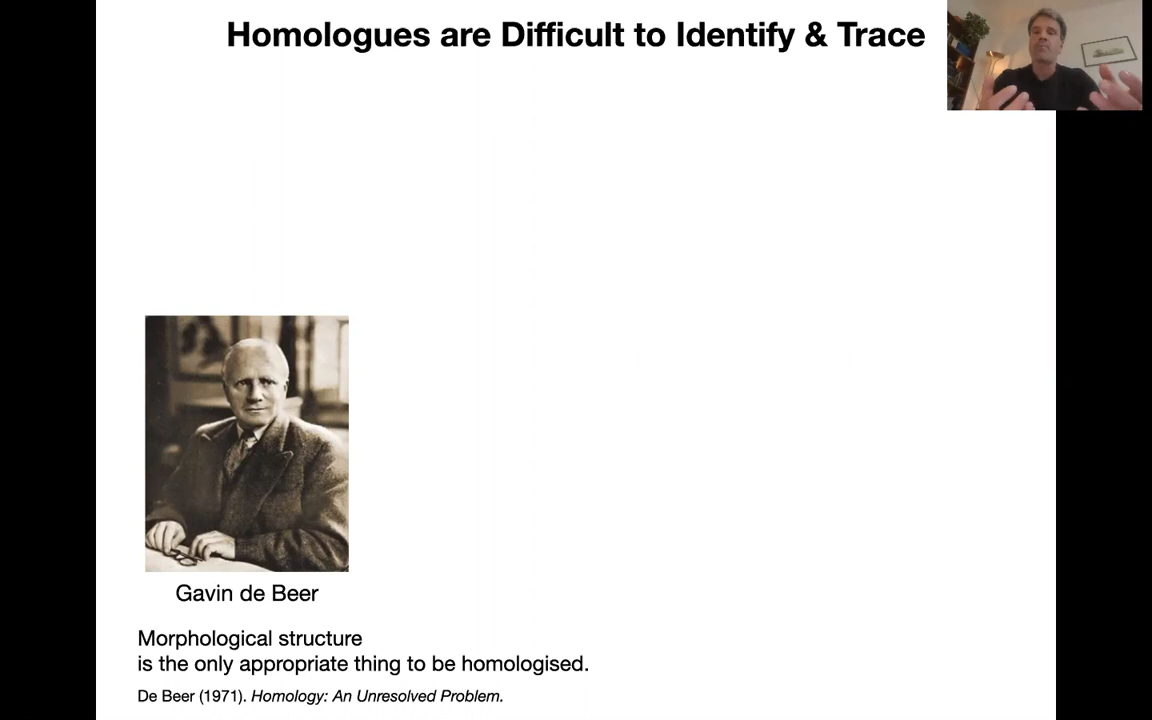 Homologues are Difficult to Identify & Trace
Gavin de Beer
Morphological structure
is the only appropriate thing to be homologised.
De Beer (1971). Homology: An Unresolved Problem.